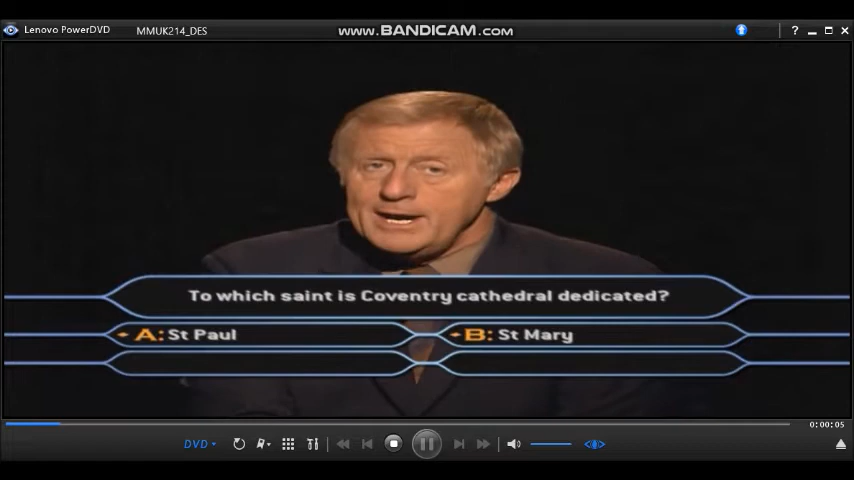 Lenovo PowerDVD
MMUK214_DES
www.BANDICAM.com
?
To which saint is Coventry cathedral dedicated?
A: St Paul
B: St Mary
0:00:05
DVD